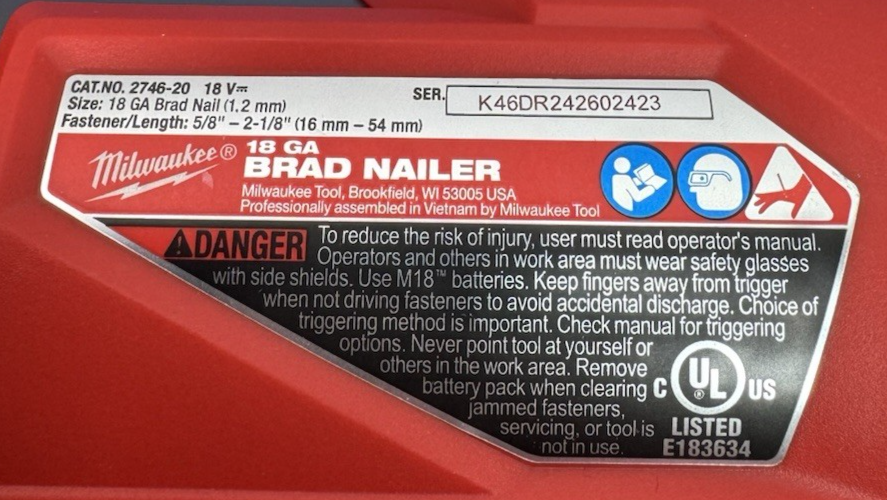 CAT.NO. 2746-20 18 V⎓
Size: 18 GA Brad Nail (1,2 mm)
Fastener/Length: 5/8" – 2-1/8" (16 mm – 54 mm)
SER. K46DR242602423
Milwaukee®
18 GA
BRAD NAILER
Milwaukee Tool, Brookfield, WI 53005 USA
Professionally assembled in Vietnam by Milwaukee Tool
DANGER To reduce the risk of injury, user must read operator's manual.
Operators and others in work area must wear safety glasses
with side shields. Use M18™ batteries. Keep fingers away from trigger
when not driving fasteners to avoid accidental discharge. Choice of
triggering method is important. Check manual for triggering
options. Never point tool at yourself or
others in the work area. Remove
battery pack when clearing
jammed fasteners,
servicing, or tool is
not in use.
C UL US
LISTED
E183634